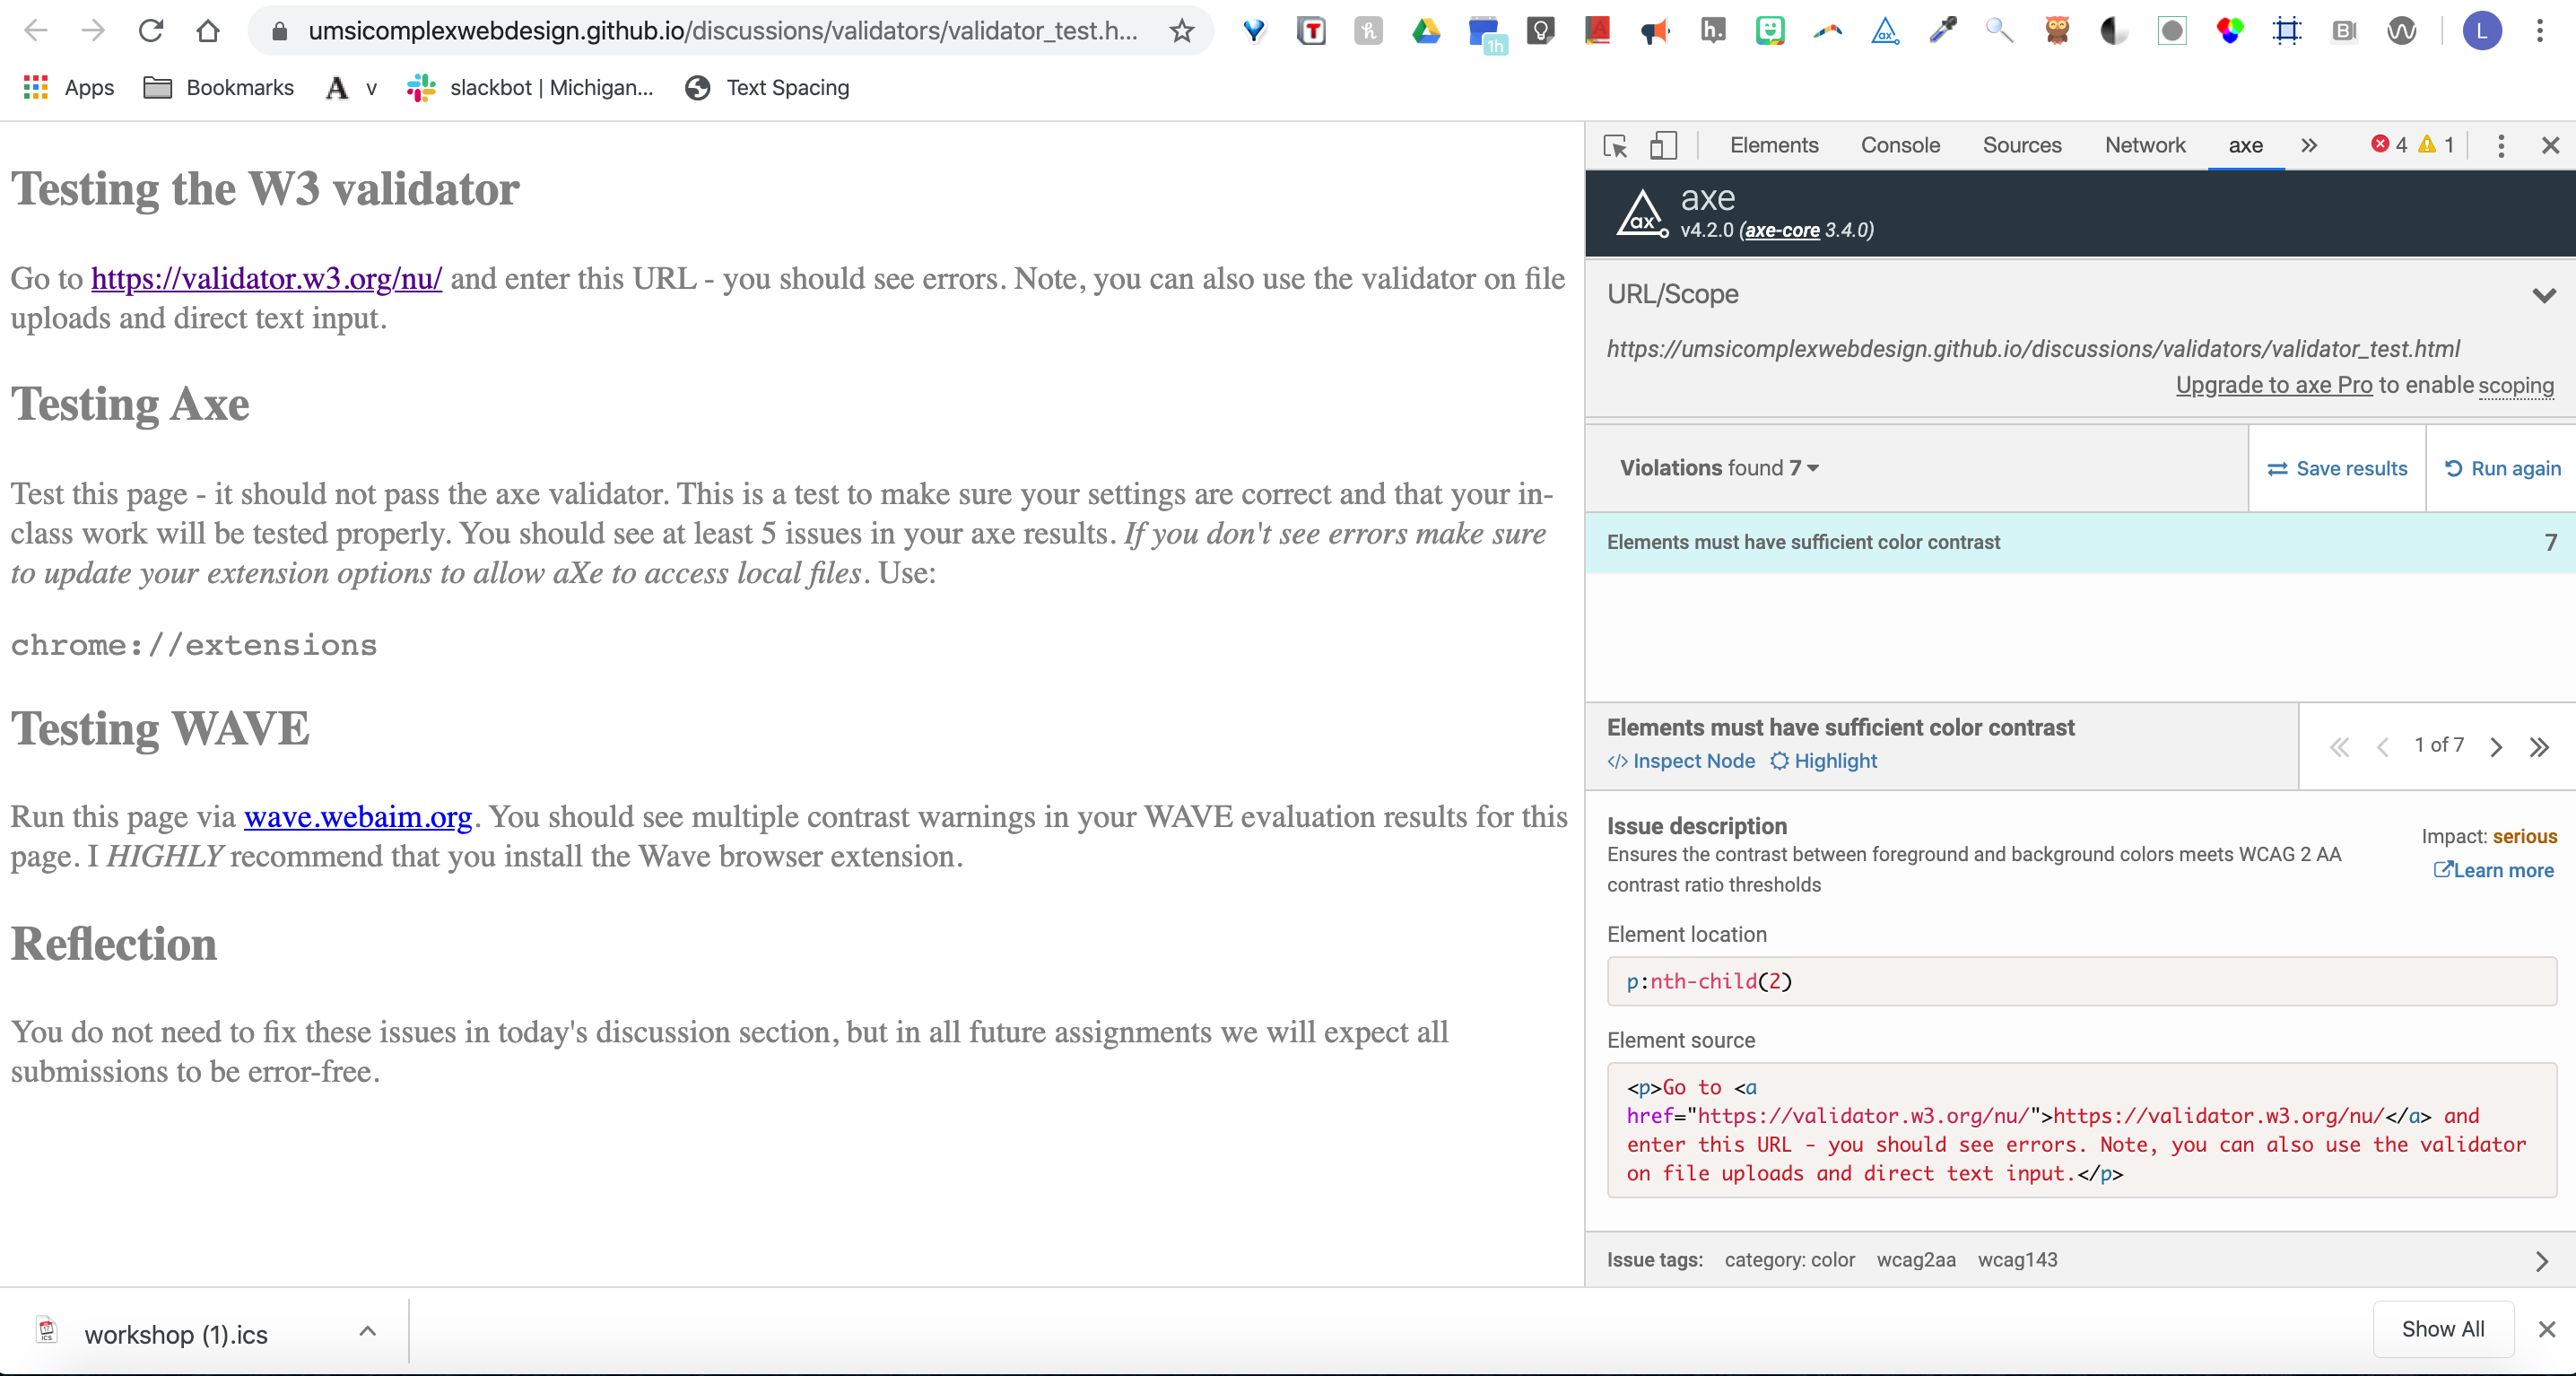 umsicomplexwebdesign.github.io/discussions/validators/validator_test.h...
1h
L
Apps
Bookmarks
A v
slackbot | Michigan...
Text Spacing
Testing the W3 validator
Go to https://validator.w3.org/nu/ and enter this URL - you should see errors. Note, you can also use the validator on file
uploads and direct text input.
Testing Axe
Test this page - it should not pass the axe validator. This is a test to make sure your settings are correct and that your in-
class work will be tested properly. You should see at least 5 issues in your axe results. If you don't see errors make sure
to update your extension options to allow aXe to access local files. Use:
chrome://extensions
Testing WAVE
Run this page via wave.webaim.org. You should see multiple contrast warnings in your WAVE evaluation results for this
page. I HIGHLY recommend that you install the Wave browser extension.
Reflection
You do not need to fix these issues in today's discussion section, but in all future assignments we will expect all
submissions to be error-free.
Elements Console Sources Network axe 4 1
ax
axe
v4.2.0 (axe-core 3.4.0)
URL/Scope
https://umsicomplexwebdesign.github.io/discussions/validators/validator_test.html
Upgrade to axe Pro to enable scoping
Violations found 7
Save results
Run again
Elements must have sufficient color contrast 7
Elements must have sufficient color contrast
</> Inspect Node Highlight
1 of 7
Issue description
Ensures the contrast between foreground and background colors meets WCAG 2 AA
contrast ratio thresholds
Impact: serious
Learn more
Element location
p:nth-child(2)
Element source
<p>Go to <a
href="https://validator.w3.org/nu/">https://validator.w3.org/nu/</a> and
enter this URL - you should see errors. Note, you can also use the validator
on file uploads and direct text input.</p>
Issue tags: category: color wcag2aa wcag143
workshop (1).ics
Show All